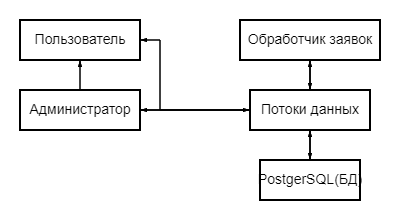 Пользователь
Обработчик заявок
Администратор
Потоки данных
PostgerSQL(БД)